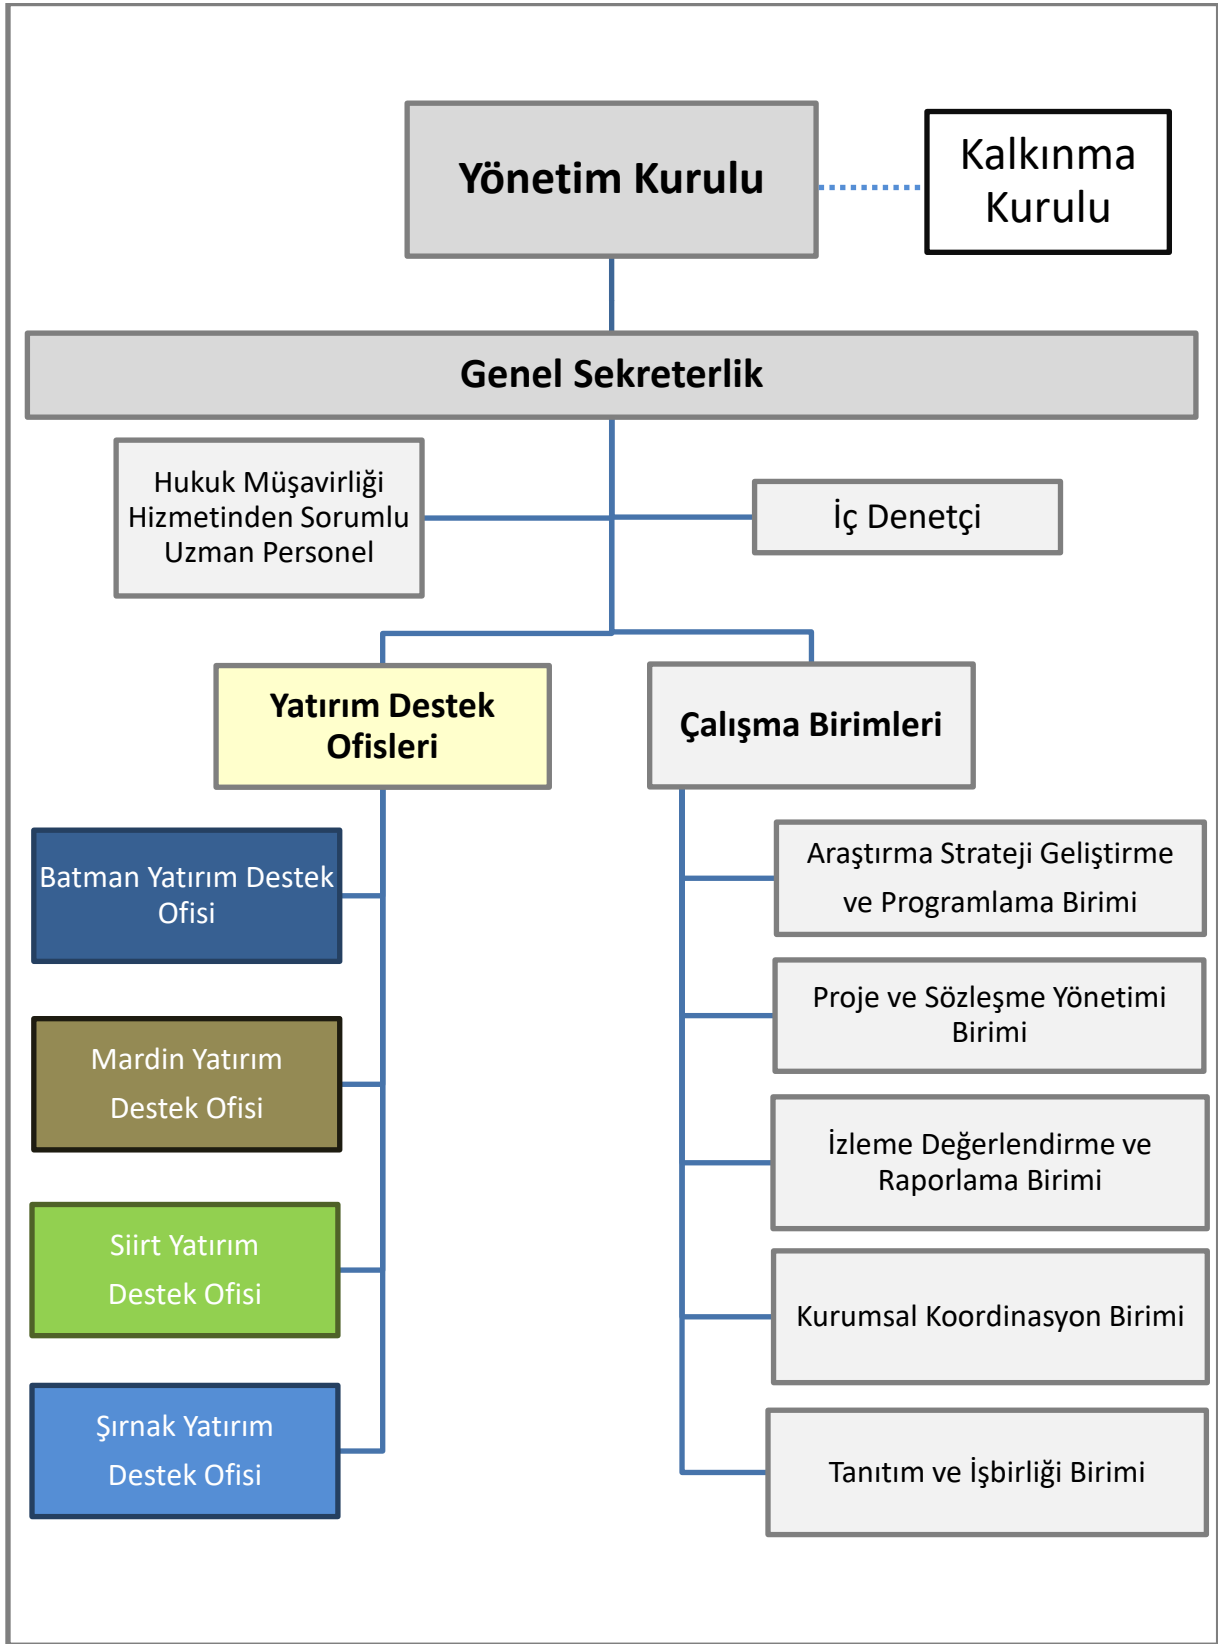 Yönetim Kurulu
Kalkınma
Kurulu
Genel Sekreterlik
Hukuk Müşavirliği
Hizmetinden Sorumlu
Uzman Personel
İç Denetçi
Yatırım Destek
Ofisleri
Batman Yatırım Destek
Ofisi
Mardin Yatırım
Destek Ofisi
Siirt Yatırım
Destek Ofisi
Şırnak Yatırım
Destek Ofisi
Çalışma Birimleri
Araştırma Strateji Geliştirme
ve Programlama Birimi
Proje ve Sözleşme Yönetimi
Birimi
İzleme Değerlendirme ve
Raporlama Birimi
Kurumsal Koordinasyon Birimi
Tanıtım ve İşbirliği Birimi